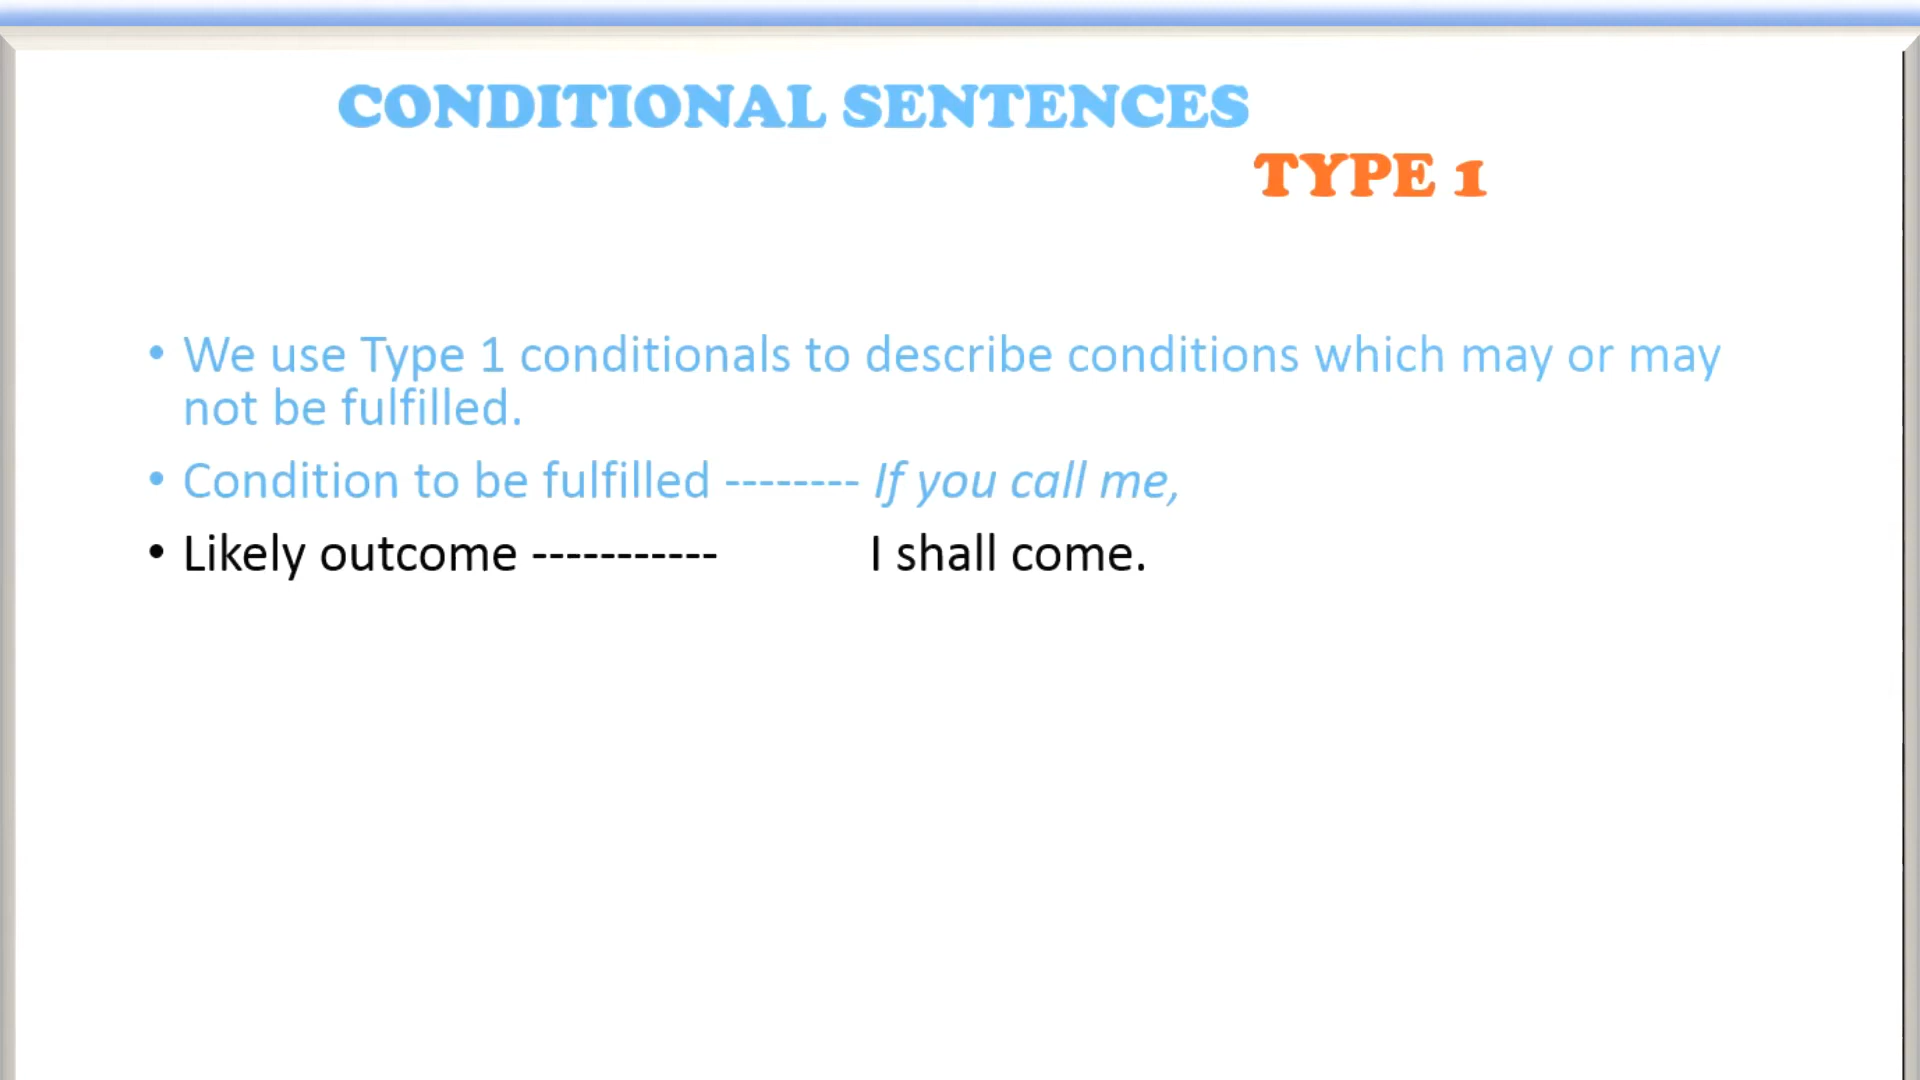 CONDITIONAL SENTENCES
TYPE 1
• We use Type 1 conditionals to describe conditions which may or may
not be fulfilled.
• Condition to be fulfilled -------- If you call me,
• Likely outcome ----------- I shall come.